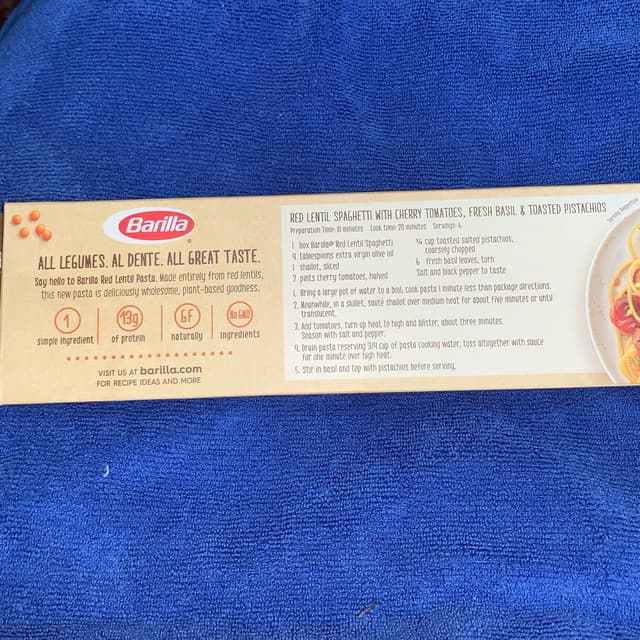 Barilla
ALL LEGUMES. AL DENTE. ALL GREAT TASTE.
Say hello to Barilla Red Lentil Pasta. Made entirely from red lentils,
this new pasta is deliciously wholesome, plant-based goodness.
1
simple ingredient
13g
of protein
GF
naturally
No GMO
ingredients
VISIT US AT barilla.com
FOR RECIPE IDEAS AND MORE
RED LENTIL SPAGHETTI WITH CHERRY TOMATOES, FRESH BASIL & TOASTED PISTACHIOS
Preparation Time: 10 minutes Cook time: 20 minutes Servings: 6
1 box Barilla® Red Lentil Spaghetti
4 tablespoons extra virgin olive oil
1 shallot, sliced
2 pints cherry tomatoes, halved
¼ cup toasted salted pistachios,
coarsely chopped
6 fresh basil leaves, torn
Salt and black pepper to taste
1. Bring a large pot of water to a boil; cook pasta 1 minute less than package directions.
2. Meanwhile, in a skillet, sauté shallot over medium heat for about five minutes or until
translucent.
3. Add tomatoes, turn up heat to high and blister, about three minutes.
Season with salt and pepper.
4. Drain pasta reserving 3/4 cup of pasta cooking water, toss altogether with sauce
for one minute over high heat.
5. Stir in basil and top with pistachios before serving.
Serving Suggestion